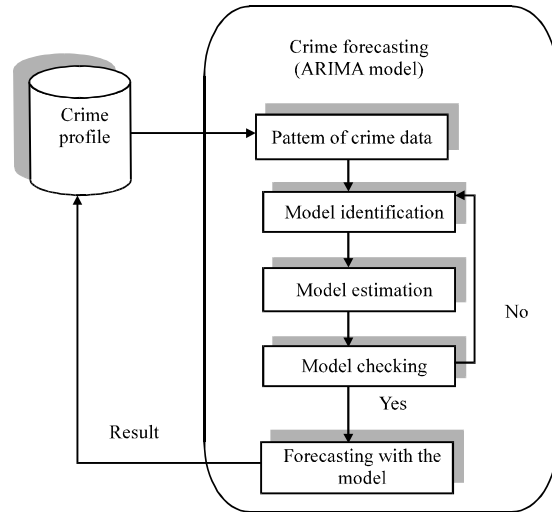 Crime forecasting
(ARIMA model)
Crime
profile
Pattem of crime data
Model identification
Model estimation
No
Model checking
Yes
Result
Forecasting with the
model